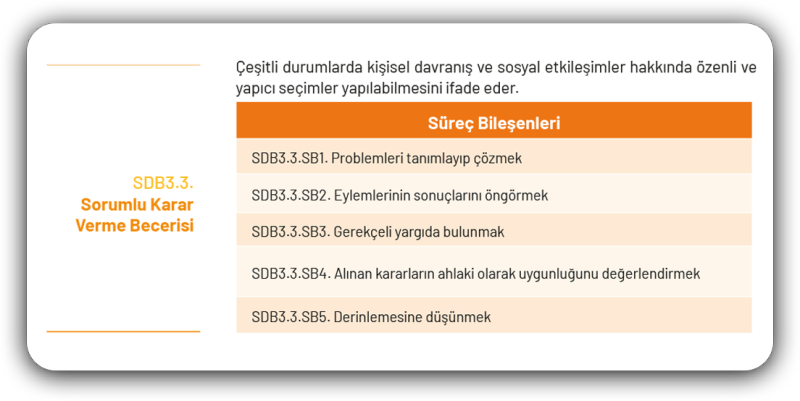 Çeşitli durumlarda kişisel davranış ve sosyal etkileşimler hakkında özenli ve
yapıcı seçimler yapılabilmesini ifade eder.
SDB3.3.
Sorumlu Karar
Verme Becerisi
Süreç Bileşenleri
SDB3.3.SB1. Problemleri tanımlayıp çözmek
SDB3.3.SB2. Eylemlerinin sonuçlarını öngörmek
SDB3.3.SB3. Gerekçeli yargıda bulunmak
SDB3.3.SB4. Alınan kararların ahlaki olarak uygunluğunu değerlendirmek
SDB3.3.SB5. Derinlemesine düşünmek